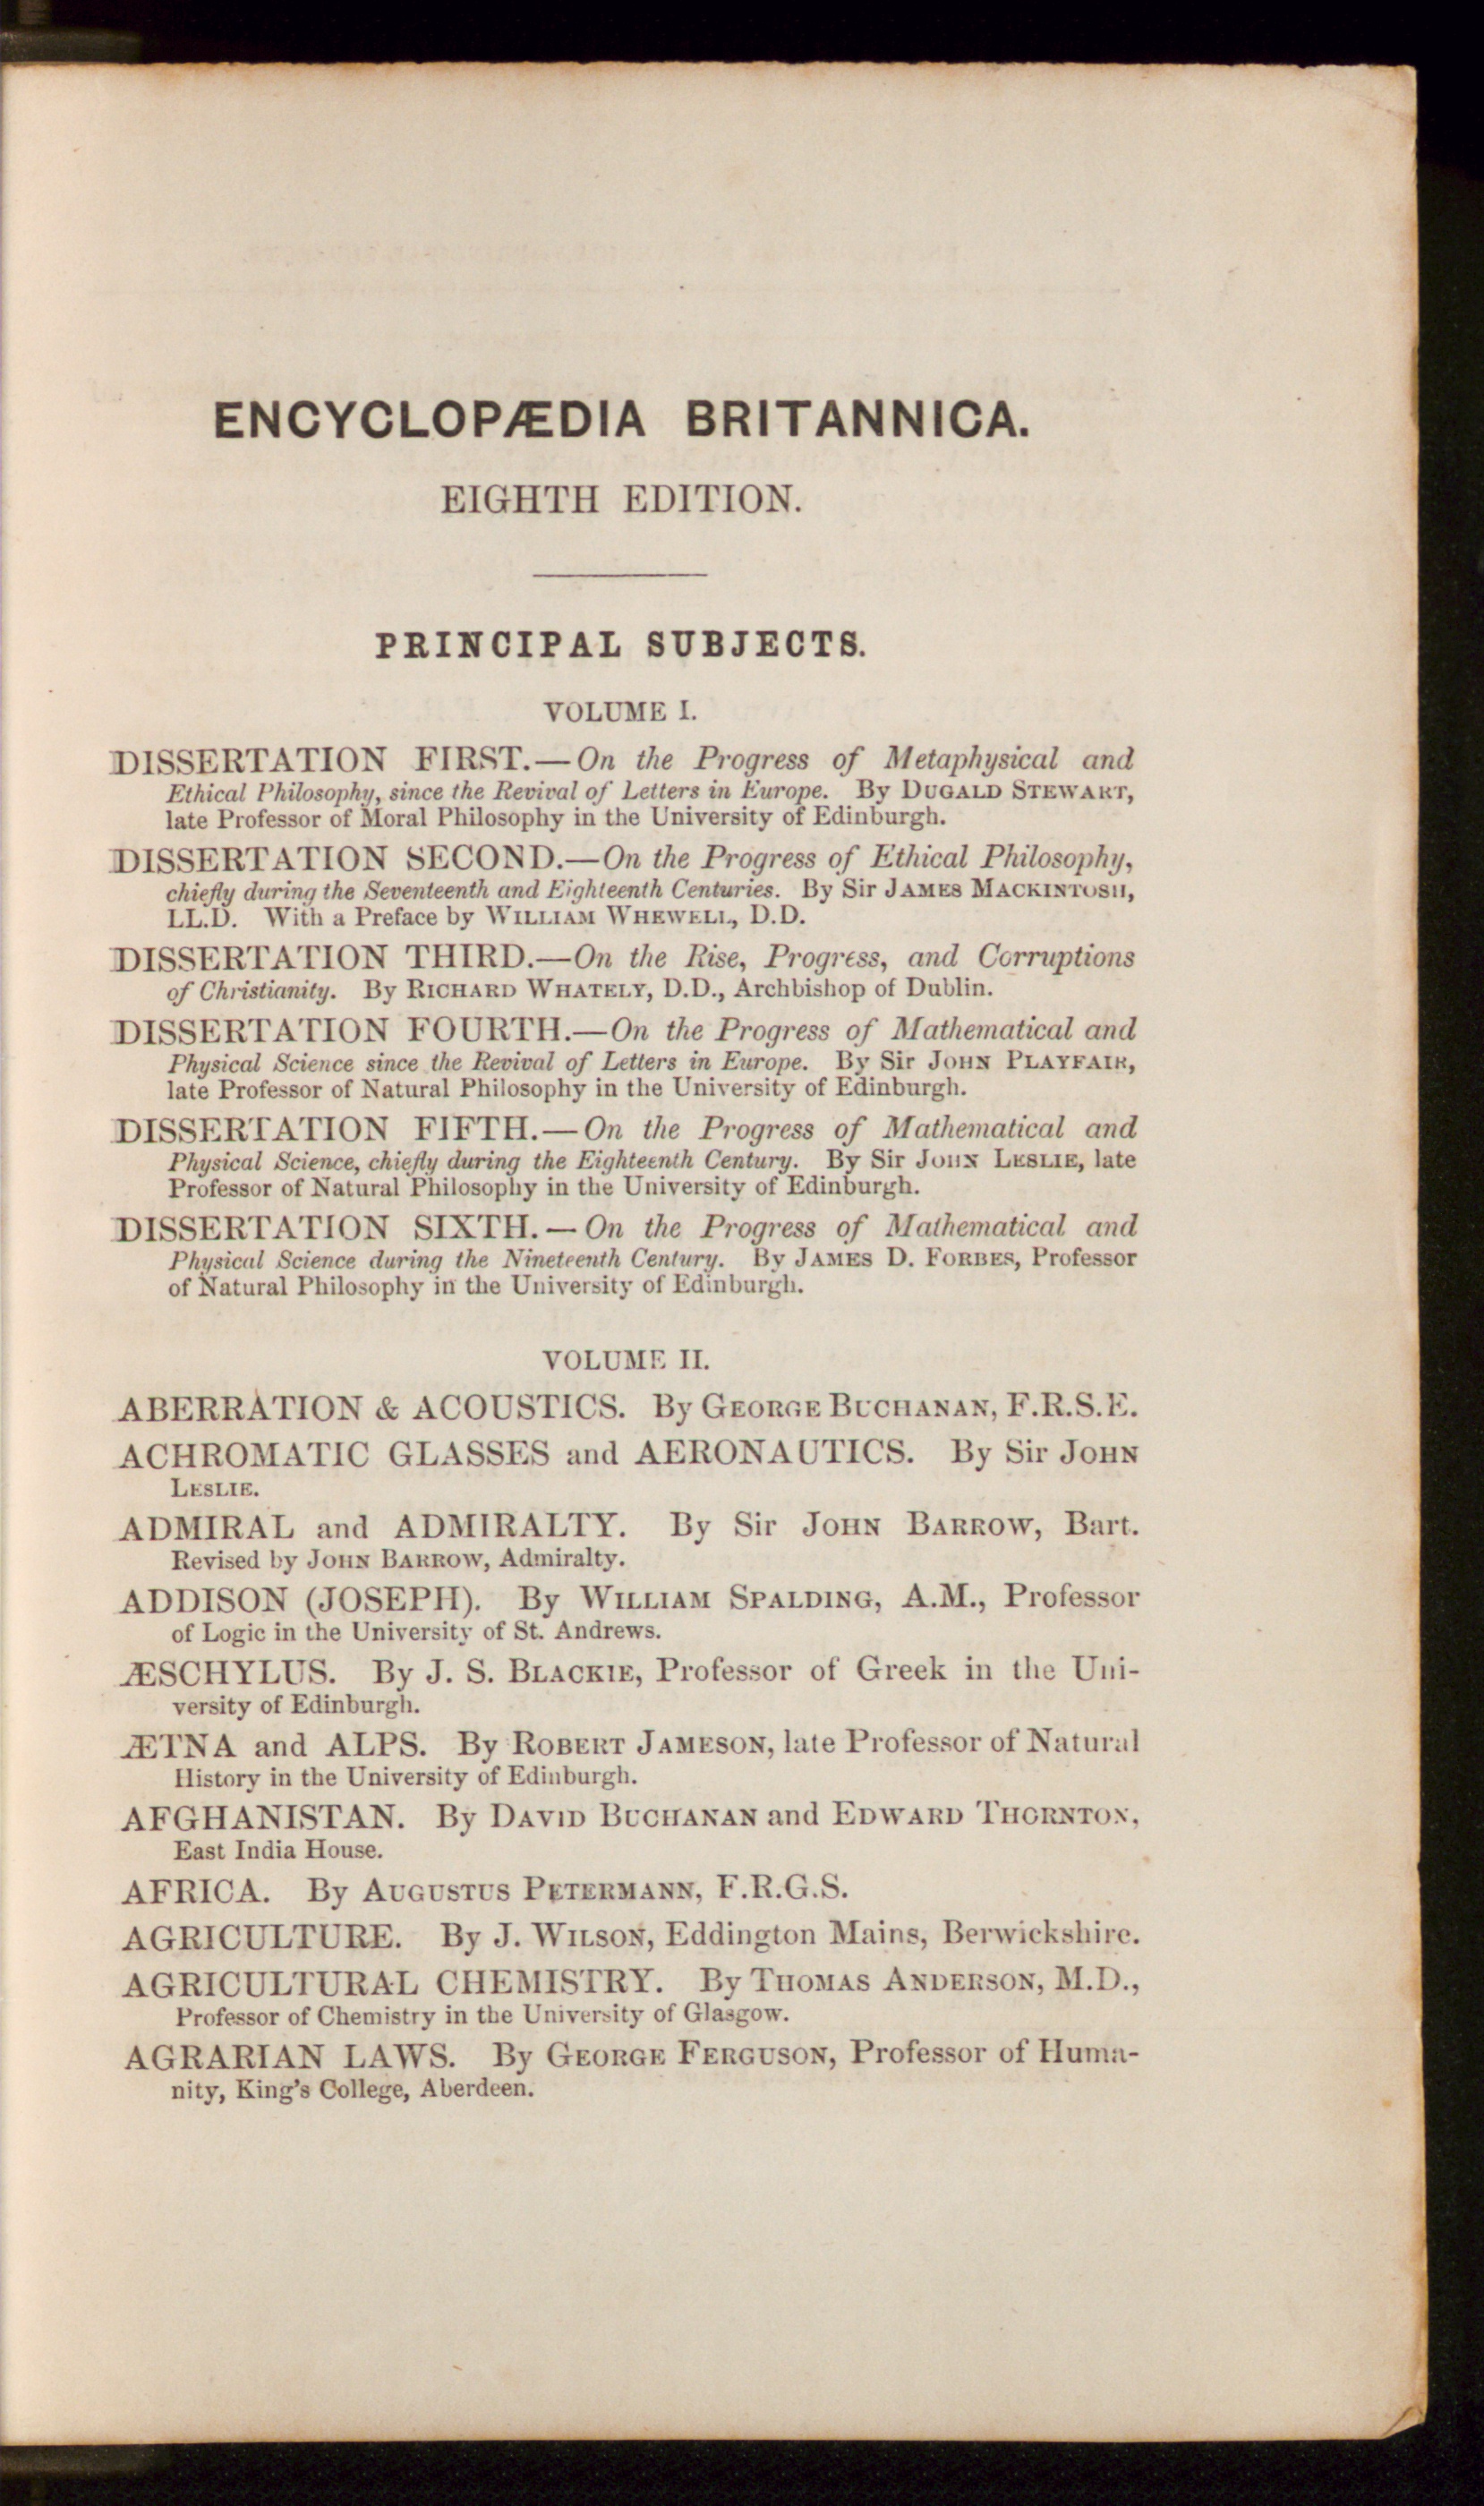 ENCYCLOPÆDIA BRITANNICA.
EIGHTH EDITION.
PRINCIPAL SUBJECTS.
VOLUME I.
DISSERTATION FIRST.—On the Progress of Metaphysical and
Ethical Philosophy, since the Revival of Letters in Europe. By DUGALD STEWART,
late Professor of Moral Philosophy in the University of Edinburgh.
DISSERTATION SECOND.—On the Progress of Ethical Philosophy,
chiefly during the Seventeenth and Eighteenth Centuries. By Sir JAMES MACKINTOSH,
LL.D. With a Preface by WILLIAM WHEWELL, D.D.
DISSERTATION THIRD.—On the Rise, Progress, and Corruptions
of Christianity. By RICHARD WHATELY, D.D., Archbishop of Dublin.
DISSERTATION FOURTH.—On the Progress of Mathematical and
Physical Science since the Revival of Letters in Europe. By Sir JOHN PLAYFAIR,
late Professor of Natural Philosophy in the University of Edinburgh.
DISSERTATION FIFTH.—On the Progress of Mathematical and
Physical Science, chiefly during the Eighteenth Century. By Sir JOHN LESLIE, late
Professor of Natural Philosophy in the University of Edinburgh.
DISSERTATION SIXTH.—On the Progress of Mathematical and
Physical Science during the Nineteenth Century. By JAMES D. FORBES, Professor
of Natural Philosophy in the University of Edinburgh.
VOLUME II.
ABERRATION & ACOUSTICS. By GEORGE BUCHANAN, F.R.S.E.
ACHROMATIC GLASSES and AERONAUTICS. By Sir JOHN
LESLIE.
ADMIRAL and ADMIRALTY. By Sir JOHN BARROW, Bart.
Revised by JOHN BARROW, Admiralty.
ADDISON (JOSEPH). By WILLIAM SPALDING, A.M., Professor
of Logic in the University of St. Andrews.
ÆSCHYLUS. By J. S. BLACKIE, Professor of Greek in the Uni-
versity of Edinburgh.
ÆTNA and ALPS. By ROBERT JAMESON, late Professor of Natural
History in the University of Edinburgh.
AFGHANISTAN. By DAVID BUCHANAN and EDWARD THORNTON,
East India House.
AFRICA. By AUGUSTUS PETERMANN, F.R.G.S.
AGRICULTURE. By J. WILSON, Eddington Mains, Berwickshire.
AGRICULTURAL CHEMISTRY. By THOMAS ANDERSON, M.D.,
Professor of Chemistry in the University of Glasgow.
AGRARIAN LAWS. By GEORGE FERGUSON, Professor of Huma-
nity, King's College, Aberdeen.